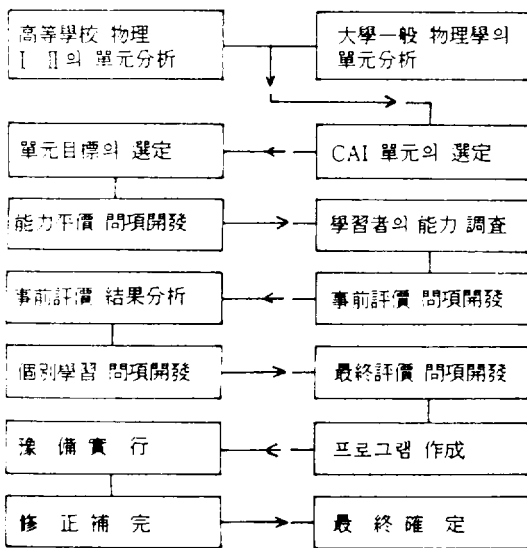 高等學校 物理
I II의 單元分析
大學一般 物理學의
單元分析
單元目標의 選定
CAI 單元의 選定
能力平價 問項開發
學習者의 能力 調査
事前評價 結果分析
事前評價 問項開發
個別學習 問項開發
最終評價 問項開發
豫備實行
프로그램 作成
修正補完
最終確定